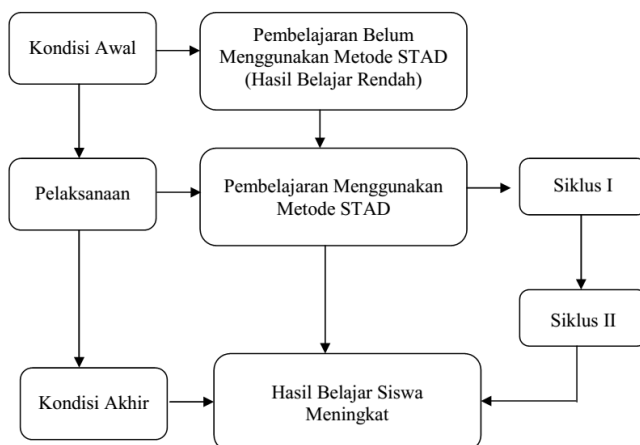 Kondisi Awal
Pembelajaran Belum
Menggunakan Metode STAD
(Hasil Belajar Rendah)
Pelaksanaan
Pembelajaran Menggunakan
Metode STAD
Siklus I
Siklus II
Kondisi Akhir
Hasil Belajar Siswa
Meningkat